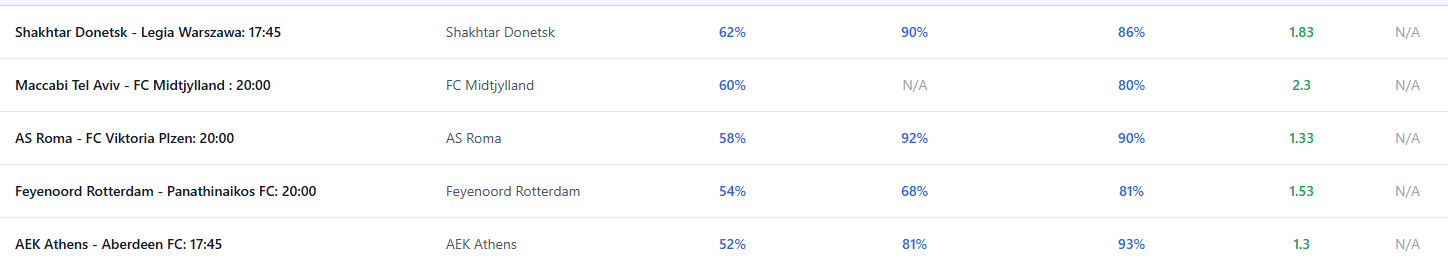 Shakhtar Donetsk - Legia Warszawa: 17:45 Shakhtar Donetsk 62% 90% 86% 1.83 N/A
Maccabi Tel Aviv - FC Midtjylland : 20:00 FC Midtjylland 60% N/A 80% 2.3 N/A
AS Roma - FC Viktoria Plzen: 20:00 AS Roma 58% 92% 90% 1.33 N/A
Feyenoord Rotterdam - Panathinaikos FC: 20:00 Feyenoord Rotterdam 54% 68% 81% 1.53 N/A
AEK Athens - Aberdeen FC: 17:45 AEK Athens 52% 81% 93% 1.3 N/A